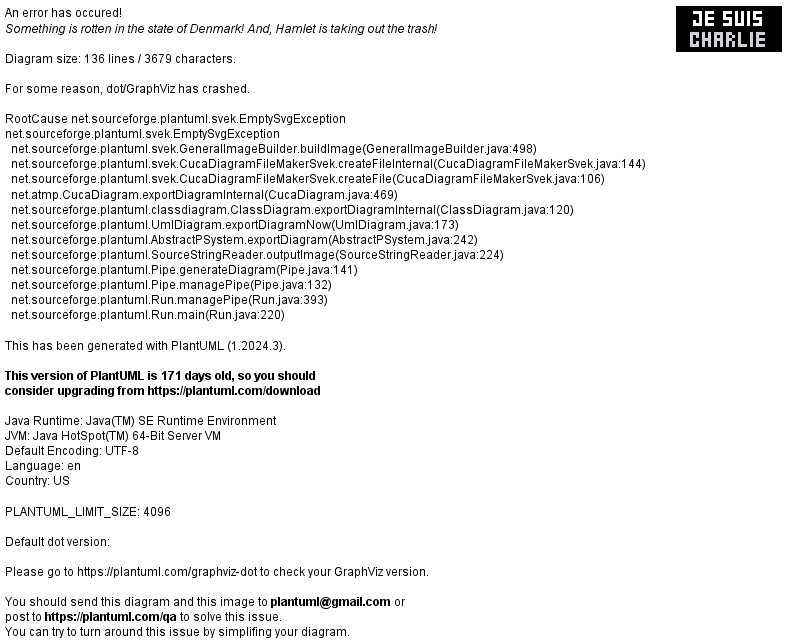 An error has occured!
Something is rotten in the state of Denmark! And, Hamlet is taking out the trash!
JE SUIS
CHARLIE
Diagram size: 136 lines / 3679 characters.
For some reason, dot/GraphViz has crashed.
RootCause net.sourceforge.plantuml.svek.EmptySvgException
net.sourceforge.plantuml.svek.EmptySvgException
net.sourceforge.plantuml.svek.GeneralImageBuilder.buildImage(GeneralImageBuilder.java:498)
net.sourceforge.plantuml.svek.CucaDiagramFileMakerSvek.createFileInternal(CucaDiagramFileMakerSvek.java:144)
net.sourceforge.plantuml.svek.CucaDiagramFileMakerSvek.createFile(CucaDiagramFileMakerSvek.java:106)
net.atmp.CucaDiagram.exportDiagramInternal(CucaDiagram.java:469)
net.sourceforge.plantuml.classdiagram.ClassDiagram.exportDiagramInternal(ClassDiagram.java:120)
net.sourceforge.plantuml.UmlDiagram.exportDiagramNow(UmlDiagram.java:173)
net.sourceforge.plantuml.AbstractPSystem.exportDiagram(AbstractPSystem.java:242)
net.sourceforge.plantuml.SourceStringReader.outputImage(SourceStringReader.java:224)
net.sourceforge.plantuml.Pipe.generateDiagram(Pipe.java:141)
net.sourceforge.plantuml.Pipe.managePipe(Pipe.java:132)
net.sourceforge.plantuml.Run.managePipe(Run.java:393)
net.sourceforge.plantuml.Run.main(Run.java:220)
This has been generated with PlantUML (1.2024.3).
This version of PlantUML is 171 days old, so you should
consider upgrading from https://plantuml.com/download
Java Runtime: Java(TM) SE Runtime Environment
JVM: Java HotSpot(TM) 64-Bit Server VM
Default Encoding: UTF-8
Language: en
Country: US
PLANTUML_LIMIT_SIZE: 4096
Default dot version:
Please go to https://plantuml.com/graphviz-dot to check your GraphViz version.
You should send this diagram and this image to plantuml@gmail.com or
post to https://plantuml.com/qa to solve this issue.
You can try to turn around this issue by simplifing your diagram.